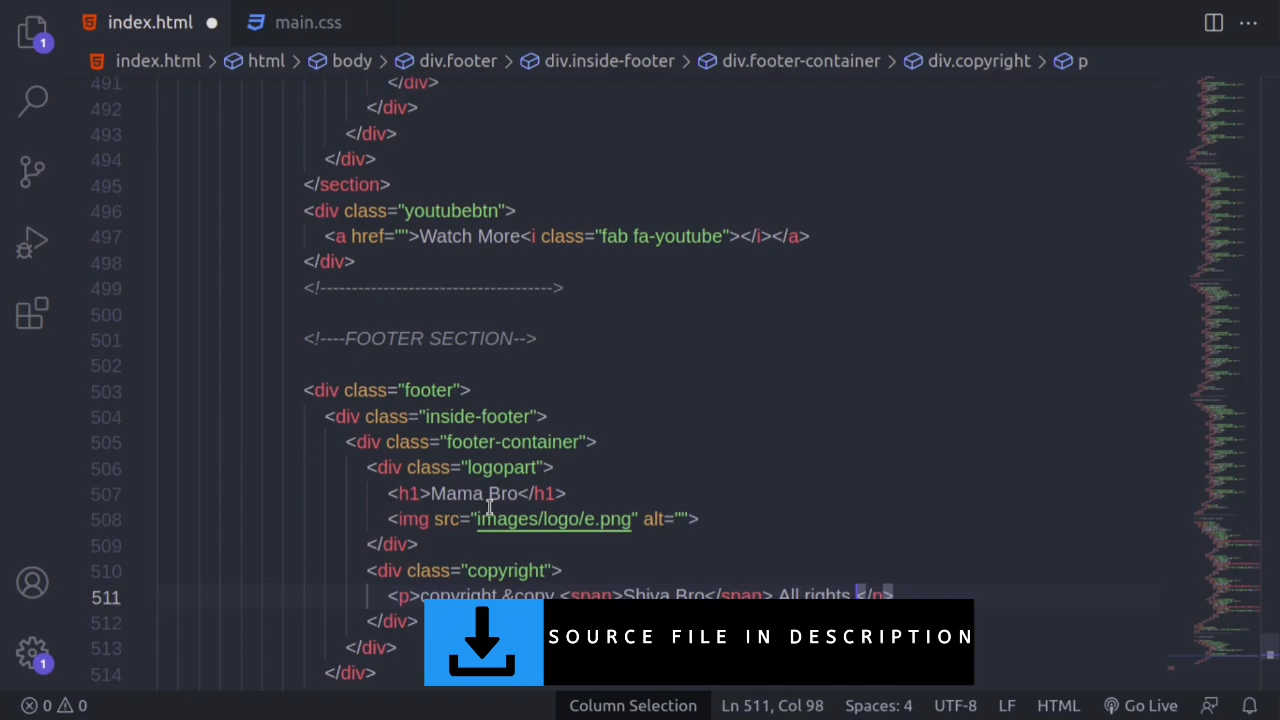 index.html ● main.css
index.html > html > body > div.footer > div.inside-footer > div.footer-container > div.copyright > p
491 </div>
492 </div>
493 </div>
494 </div>
495 </section>
496 <div class="youtubebtn">
497 <a href="">Watch More<i class="fab fa-youtube"></i></a>
498 </div>
499 <!------------------------------------>
500
501 <!----FOOTER SECTION-->
502
503 <div class="footer">
504 <div class="inside-footer">
505 <div class="footer-container">
506 <div class="logopart">
507 <h1>Mama Bro</h1>
508 <img src="images/logo/e.png" alt="">
509 </div>
510 <div class="copyright">
511 <p>copyright &copy <span>Shiva Bro</span> All rights </p>
512 </div>
513 </div>
514 </div>
SOURCE FILE IN DESCRIPTION
1
1
0 0 Column Selection Ln 511, Col 98 Spaces: 4 UTF-8 LF HTML Go Live